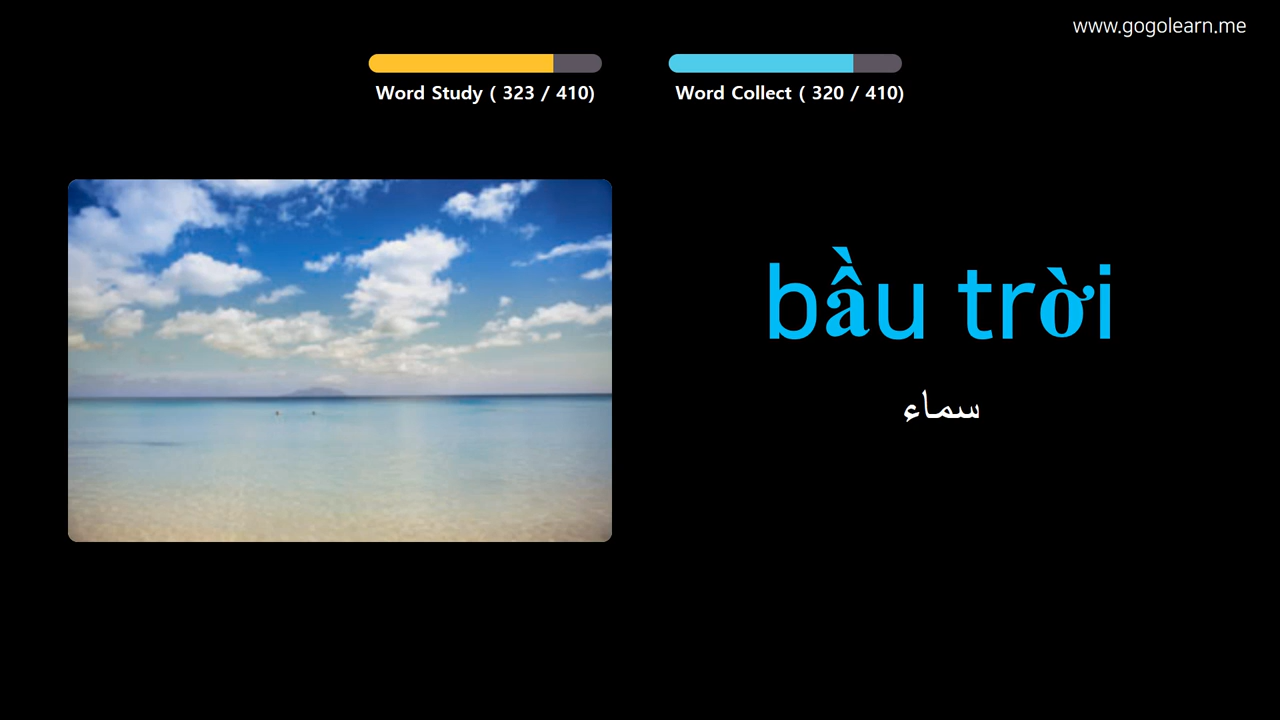 www.gogolearn.me
Word Study ( 323 / 410)
Word Collect ( 320 / 410)
bầu trời
سماء